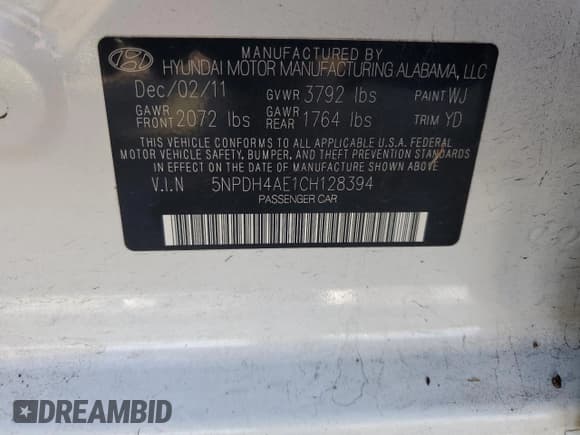 MANUFACTURED BY
HYUNDAI MOTOR MANUFACTURING ALABAMA, LLC
Dec/02/11 GVWR 3792 lbs PAINT WJ
GAWR FRONT 2072 lbs GAWR REAR 1764 lbs TRIM YD
THIS VEHICLE CONFORMS TO ALL APPLICABLE U.S.A. FEDERAL
MOTOR VEHICLE SAFETY, BUMPER, AND THEFT PREVENTION STANDARDS
IN EFFECT ON THE DATE OF MANUFACTURE SHOWN ABOVE.
V.I.N 5NPDH4AE1CH128394
PASSENGER CAR
DREAMBID